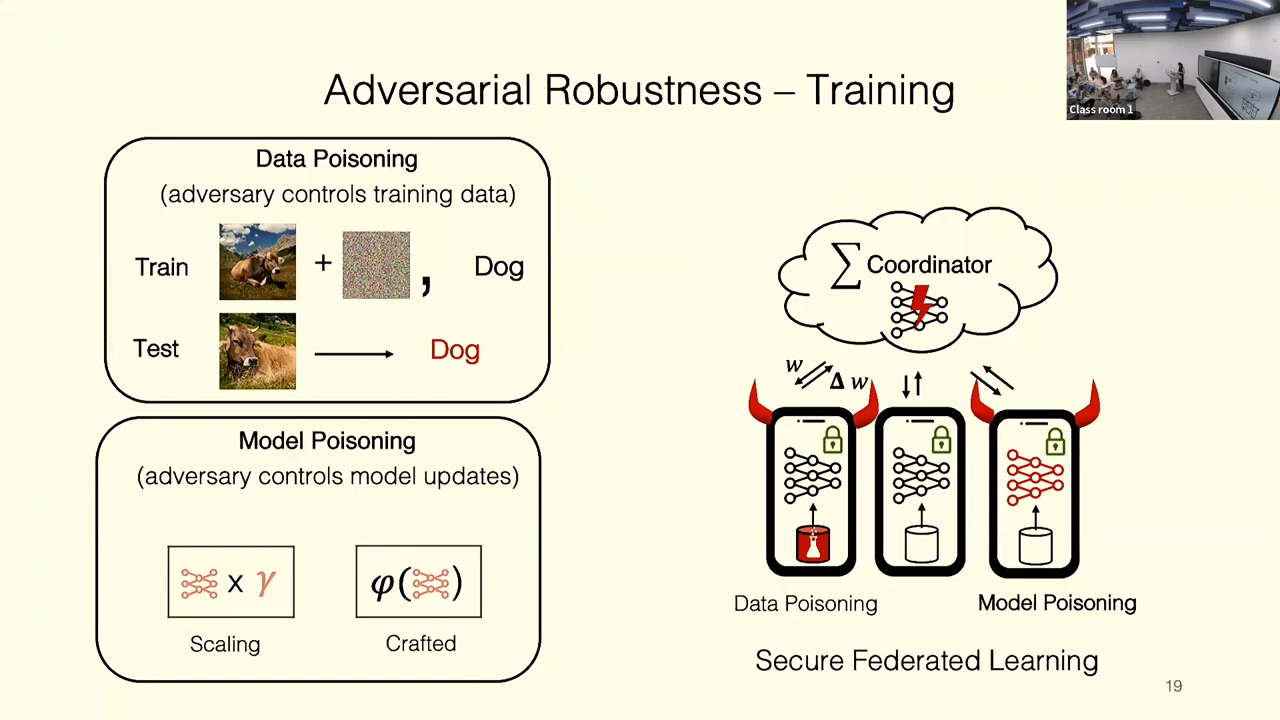 Adversarial Robustness – Training
Class room 1
Data Poisoning
(adversary controls training data)
Train + , Dog
Test Dog
Model Poisoning
(adversary controls model updates)
x γ
φ( )
Scaling
Crafted
∑ Coordinator
w
Δ w
Data Poisoning
Model Poisoning
Secure Federated Learning
19